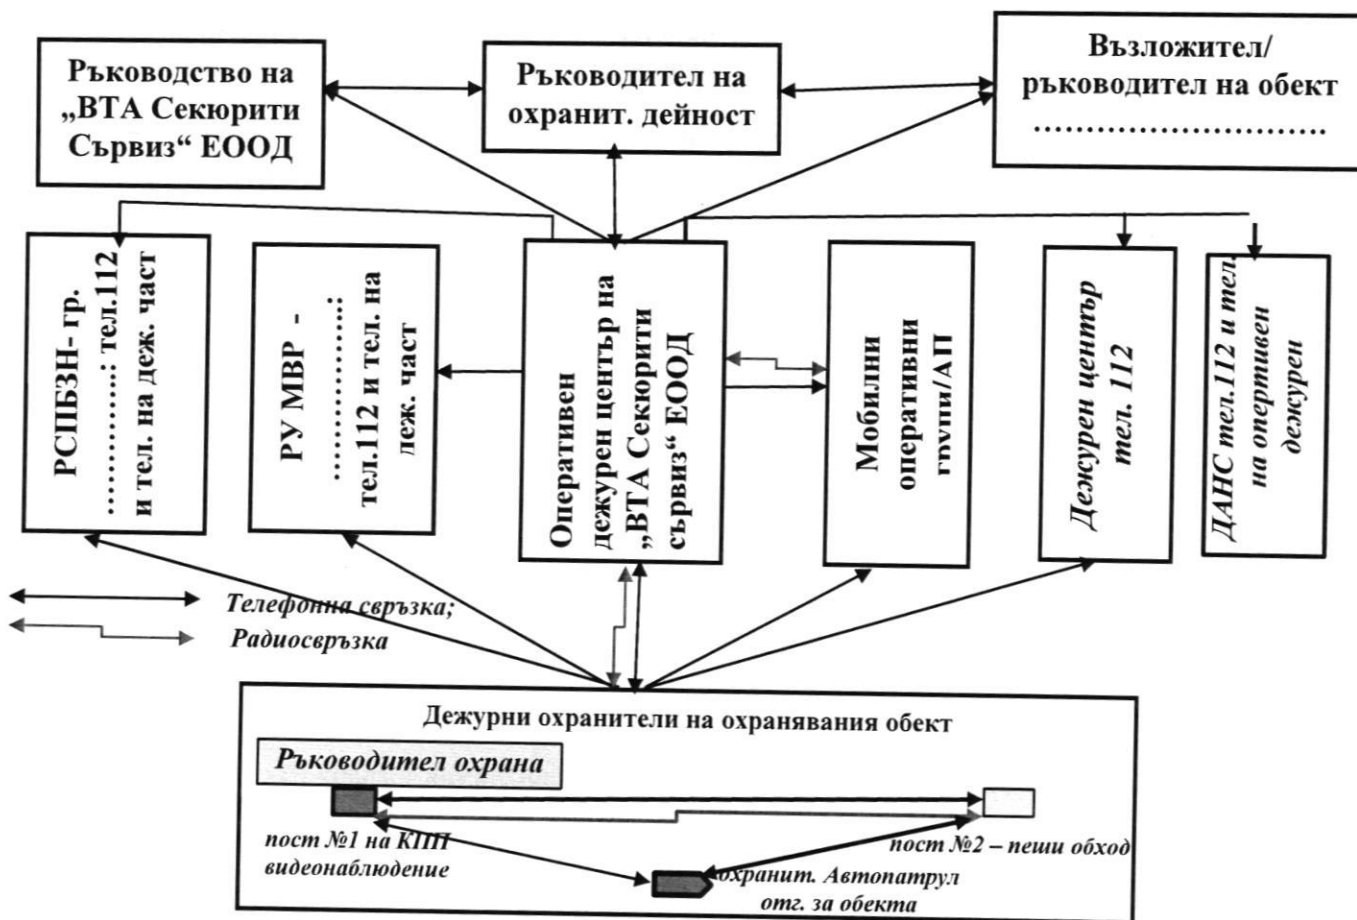 Ръководство на
„ВТА Секюрити
Сървиз“ ЕООД
Ръководител на
охранит. дейност
Възложител/
ръководител на обект
..............................
РСПБЗН- гр.
............: тел.112
и тел. на деж. част
РУ МВР -
................:
тел.112 и тел. на
деж. част
Оперативен
дежурен център на
„ВТА Секюрити
сървиз“ ЕООД
Мобилни
оперативни
групи/АП
Дежурен център
тел. 112
ДАНС тел.112 и тел.
на оперативен
дежурен
Телефонна свръзка;
Радиосвръзка
Дежурни охранители на охранявания обект
Ръководител охрана
пост №1 на КПП
видеонаблюдение
пост №2 – пеши обход
охранит. Автопатрул
отг. за обекта